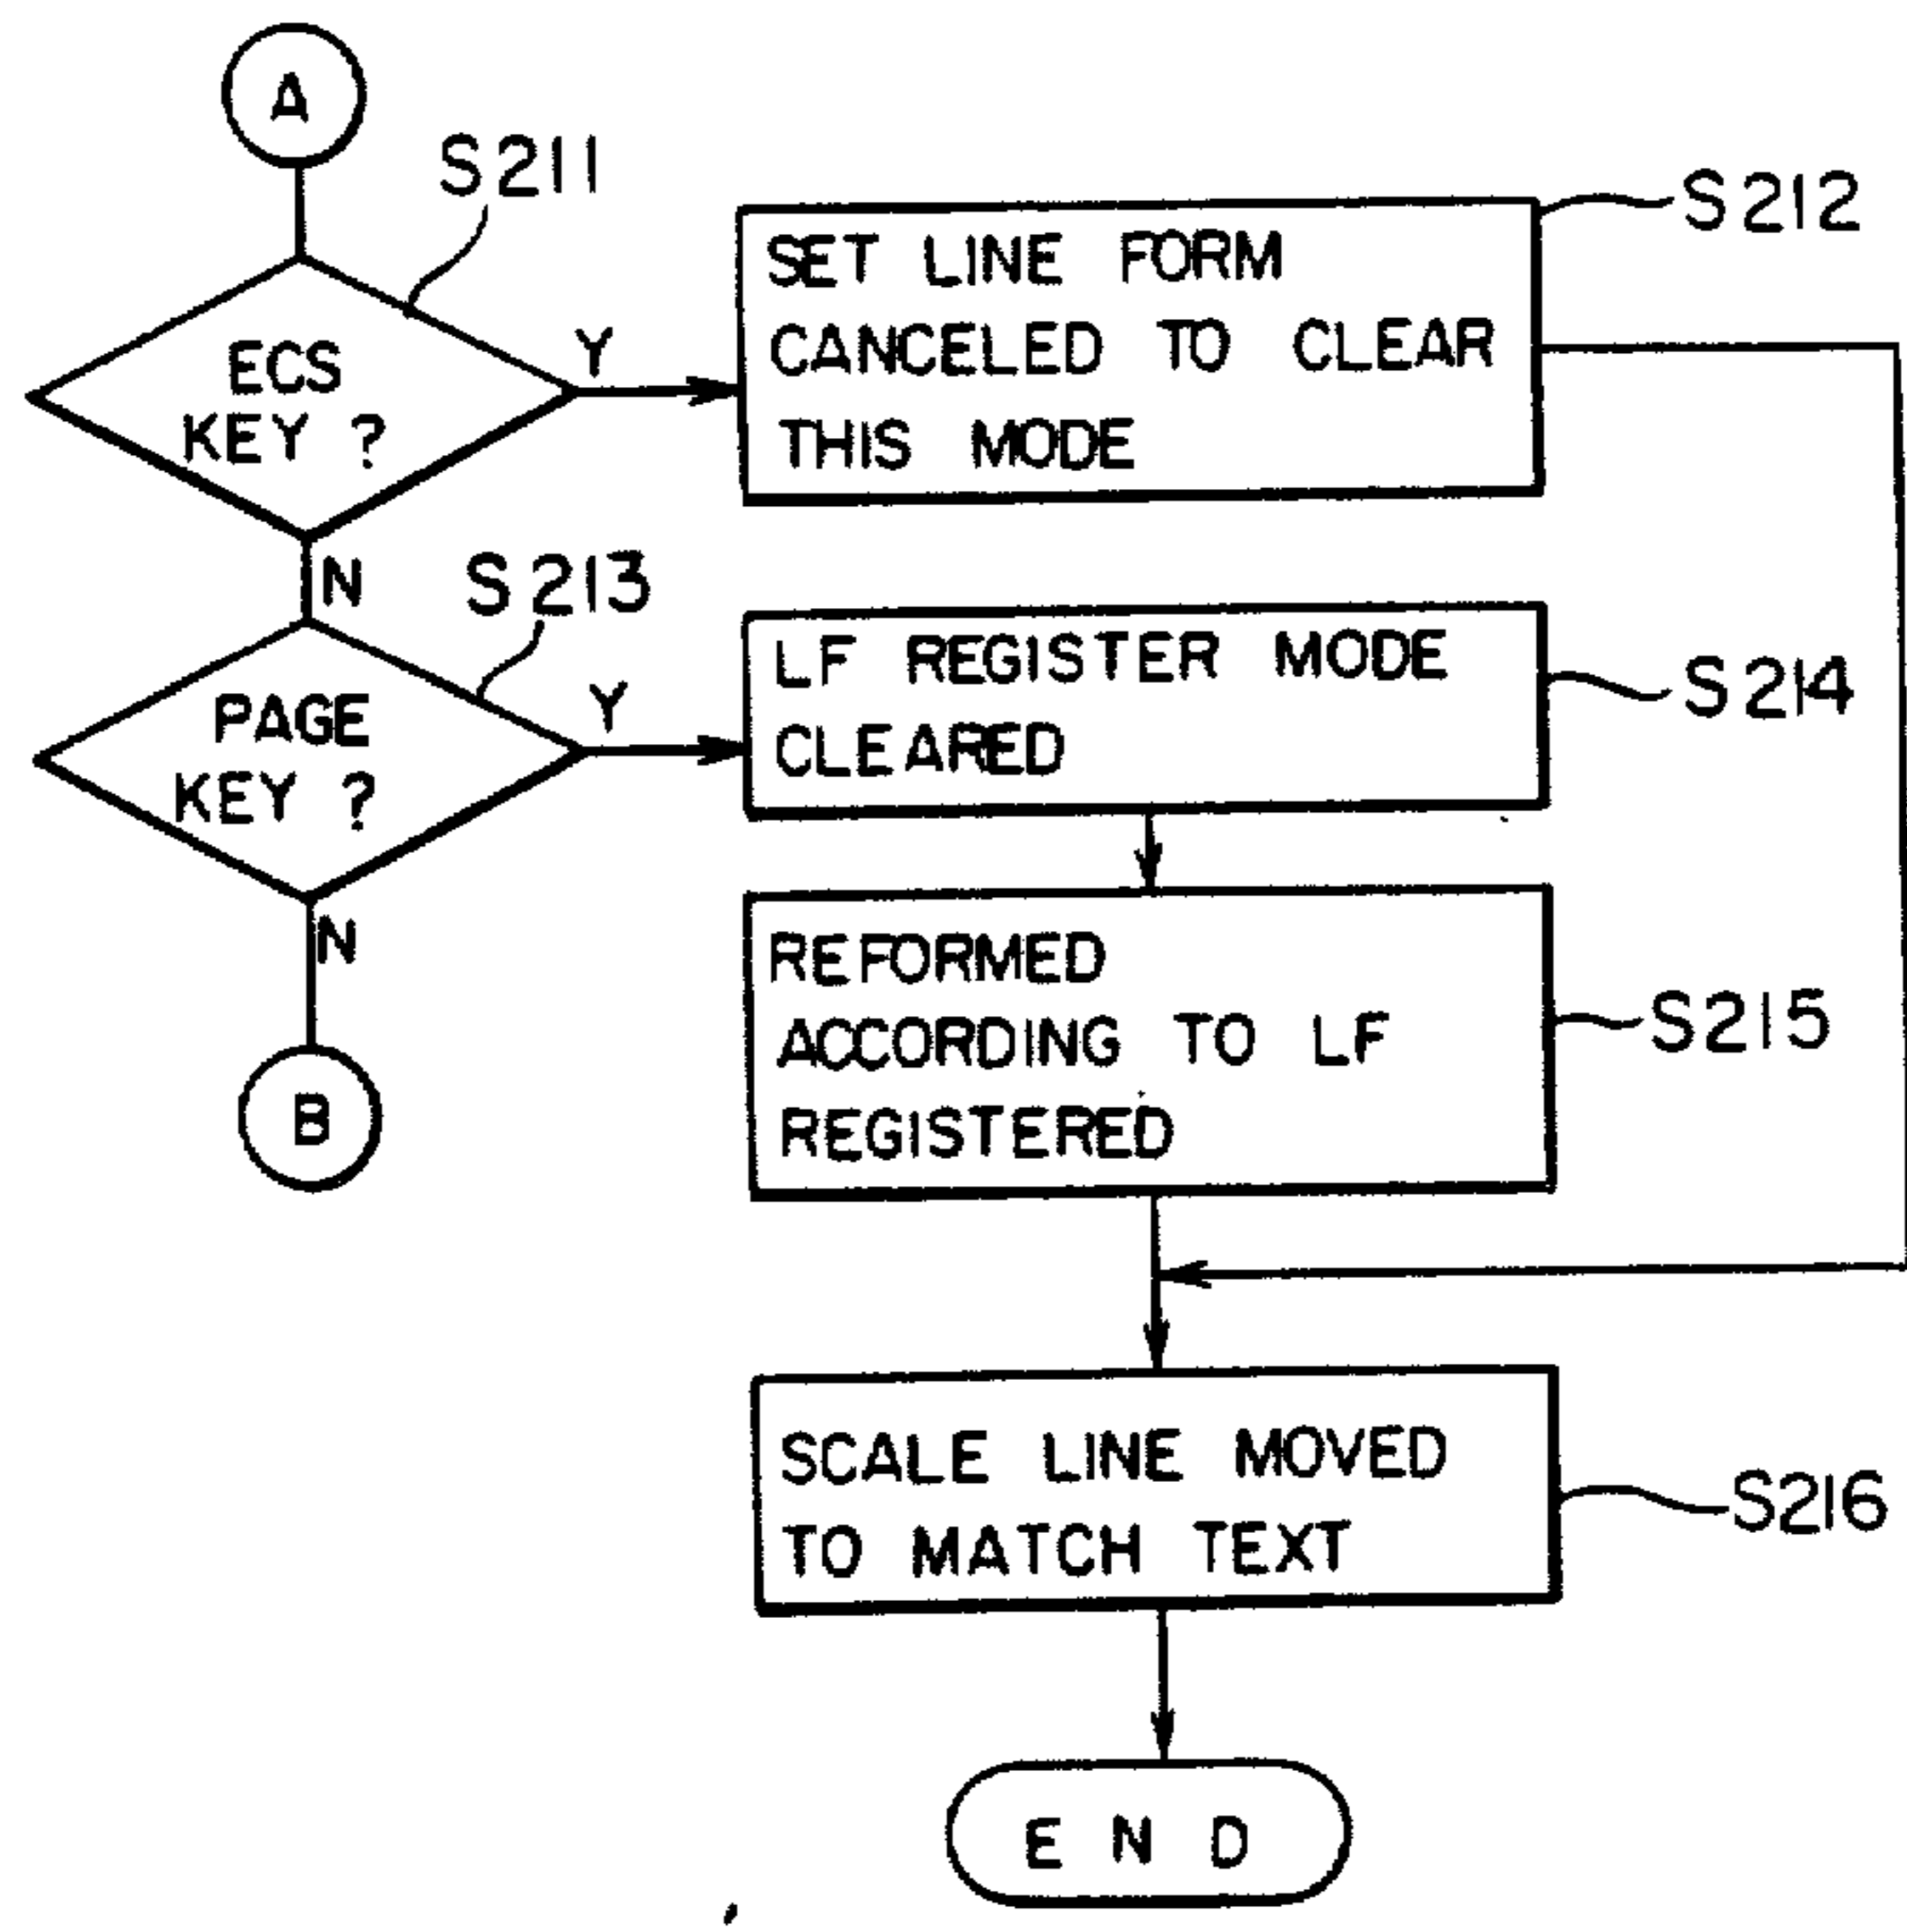 A
S211
ECS
KEY ?
Y
S212
SET LINE FORM
CANCELED TO CLEAR
THIS MODE
N
S213
PAGE
KEY ?
Y
S214
LF REGISTER MODE
CLEARED
N
B
S215
REFORMED
ACCORDING TO LF
REGISTERED
S216
SCALE LINE MOVED
TO MATCH TEXT
END